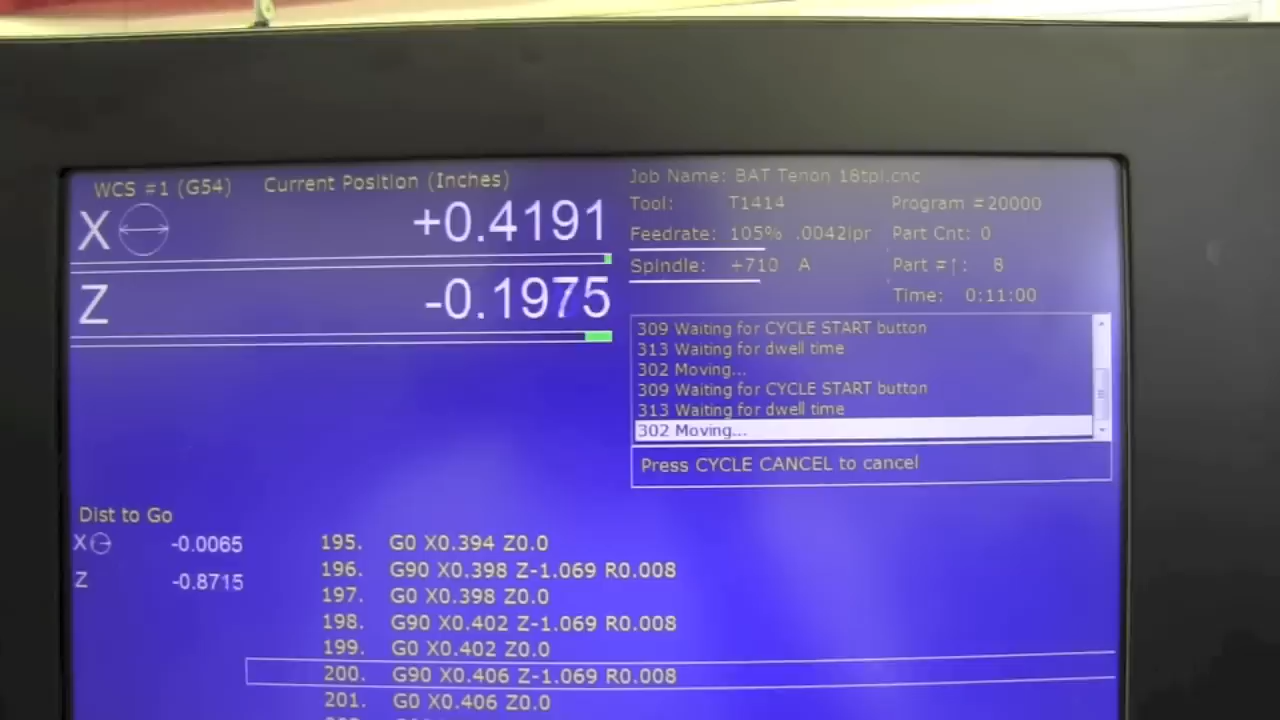 WCS #1 (G54) Current Position (Inches)
X +0.4191
Z -0.1975
Job Name: BAT Tenon 18tpi.cnc
Tool: T1414 Program #20000
Feedrate: 105% .0042ipr Part Cnt: 0
Spindle: +710 A Part #↑: 8
Time: 0:11:00
309 Waiting for CYCLE START button
313 Waiting for dwell time
302 Moving...
309 Waiting for CYCLE START button
313 Waiting for dwell time
302 Moving...
Press CYCLE CANCEL to cancel
Dist to Go
X -0.0065
Z -0.8715
195. G0 X0.394 Z0.0
196. G90 X0.398 Z-1.069 R0.008
197. G0 X0.398 Z0.0
198. G90 X0.402 Z-1.069 R0.008
199. G0 X0.402 Z0.0
200. G90 X0.406 Z-1.069 R0.008
201. G0 X0.406 Z0.0